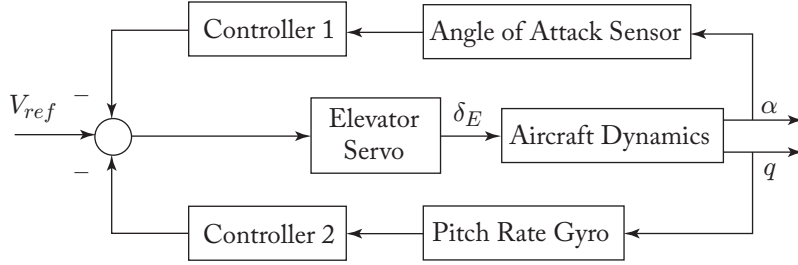 Controller 1
Angle of Attack Sensor
−
V_ref
Elevator
Servo
δ_E
Aircraft Dynamics
α
q
−
Controller 2
Pitch Rate Gyro